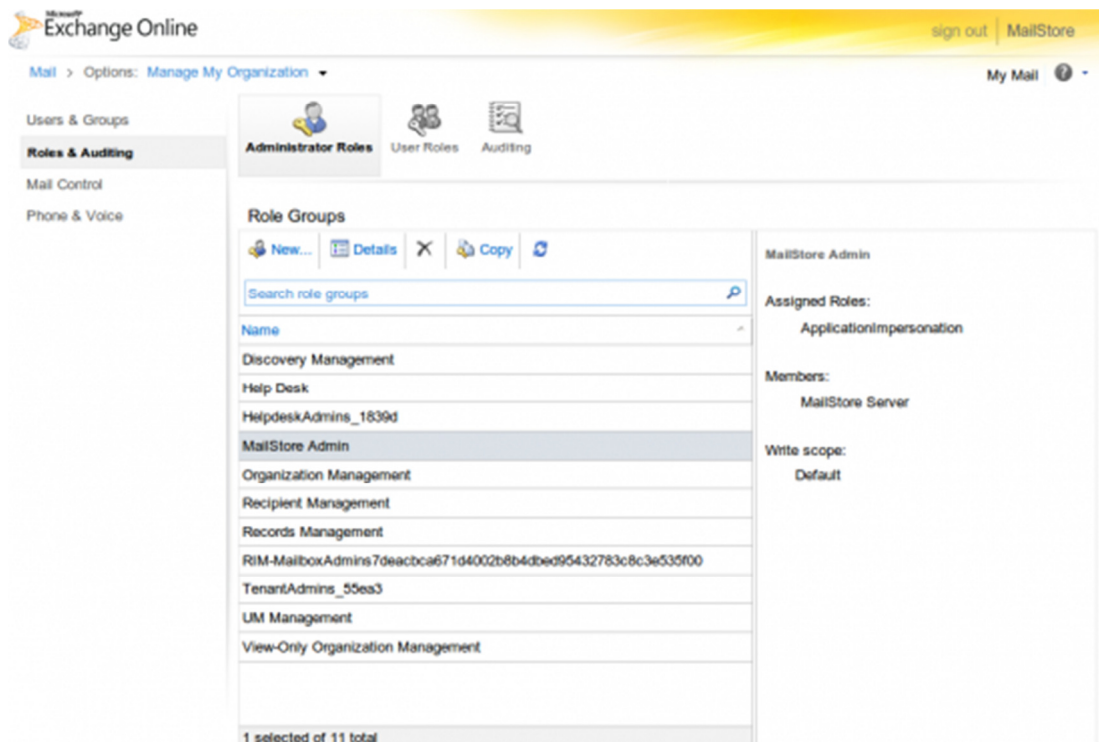 Microsoft®
Exchange Online
sign out | MailStore
Mail > Options: Manage My Organization
My Mail
Users & Groups
Roles & Auditing
Mail Control
Phone & Voice
Administrator Roles
User Roles
Auditing
Role Groups
New...
Details
Copy
Search role groups
Name
Discovery Management
Help Desk
HelpdeskAdmins_1839d
MailStore Admin
Organization Management
Recipient Management
Records Management
RIM-MailboxAdmins7deacbca671d4002b8b4dbed95432783c8c3e535f00
TenantAdmins_55ea3
UM Management
View-Only Organization Management
1 selected of 11 total
MailStore Admin
Assigned Roles:
ApplicationImpersonation
Members:
MailStore Server
Write scope:
Default